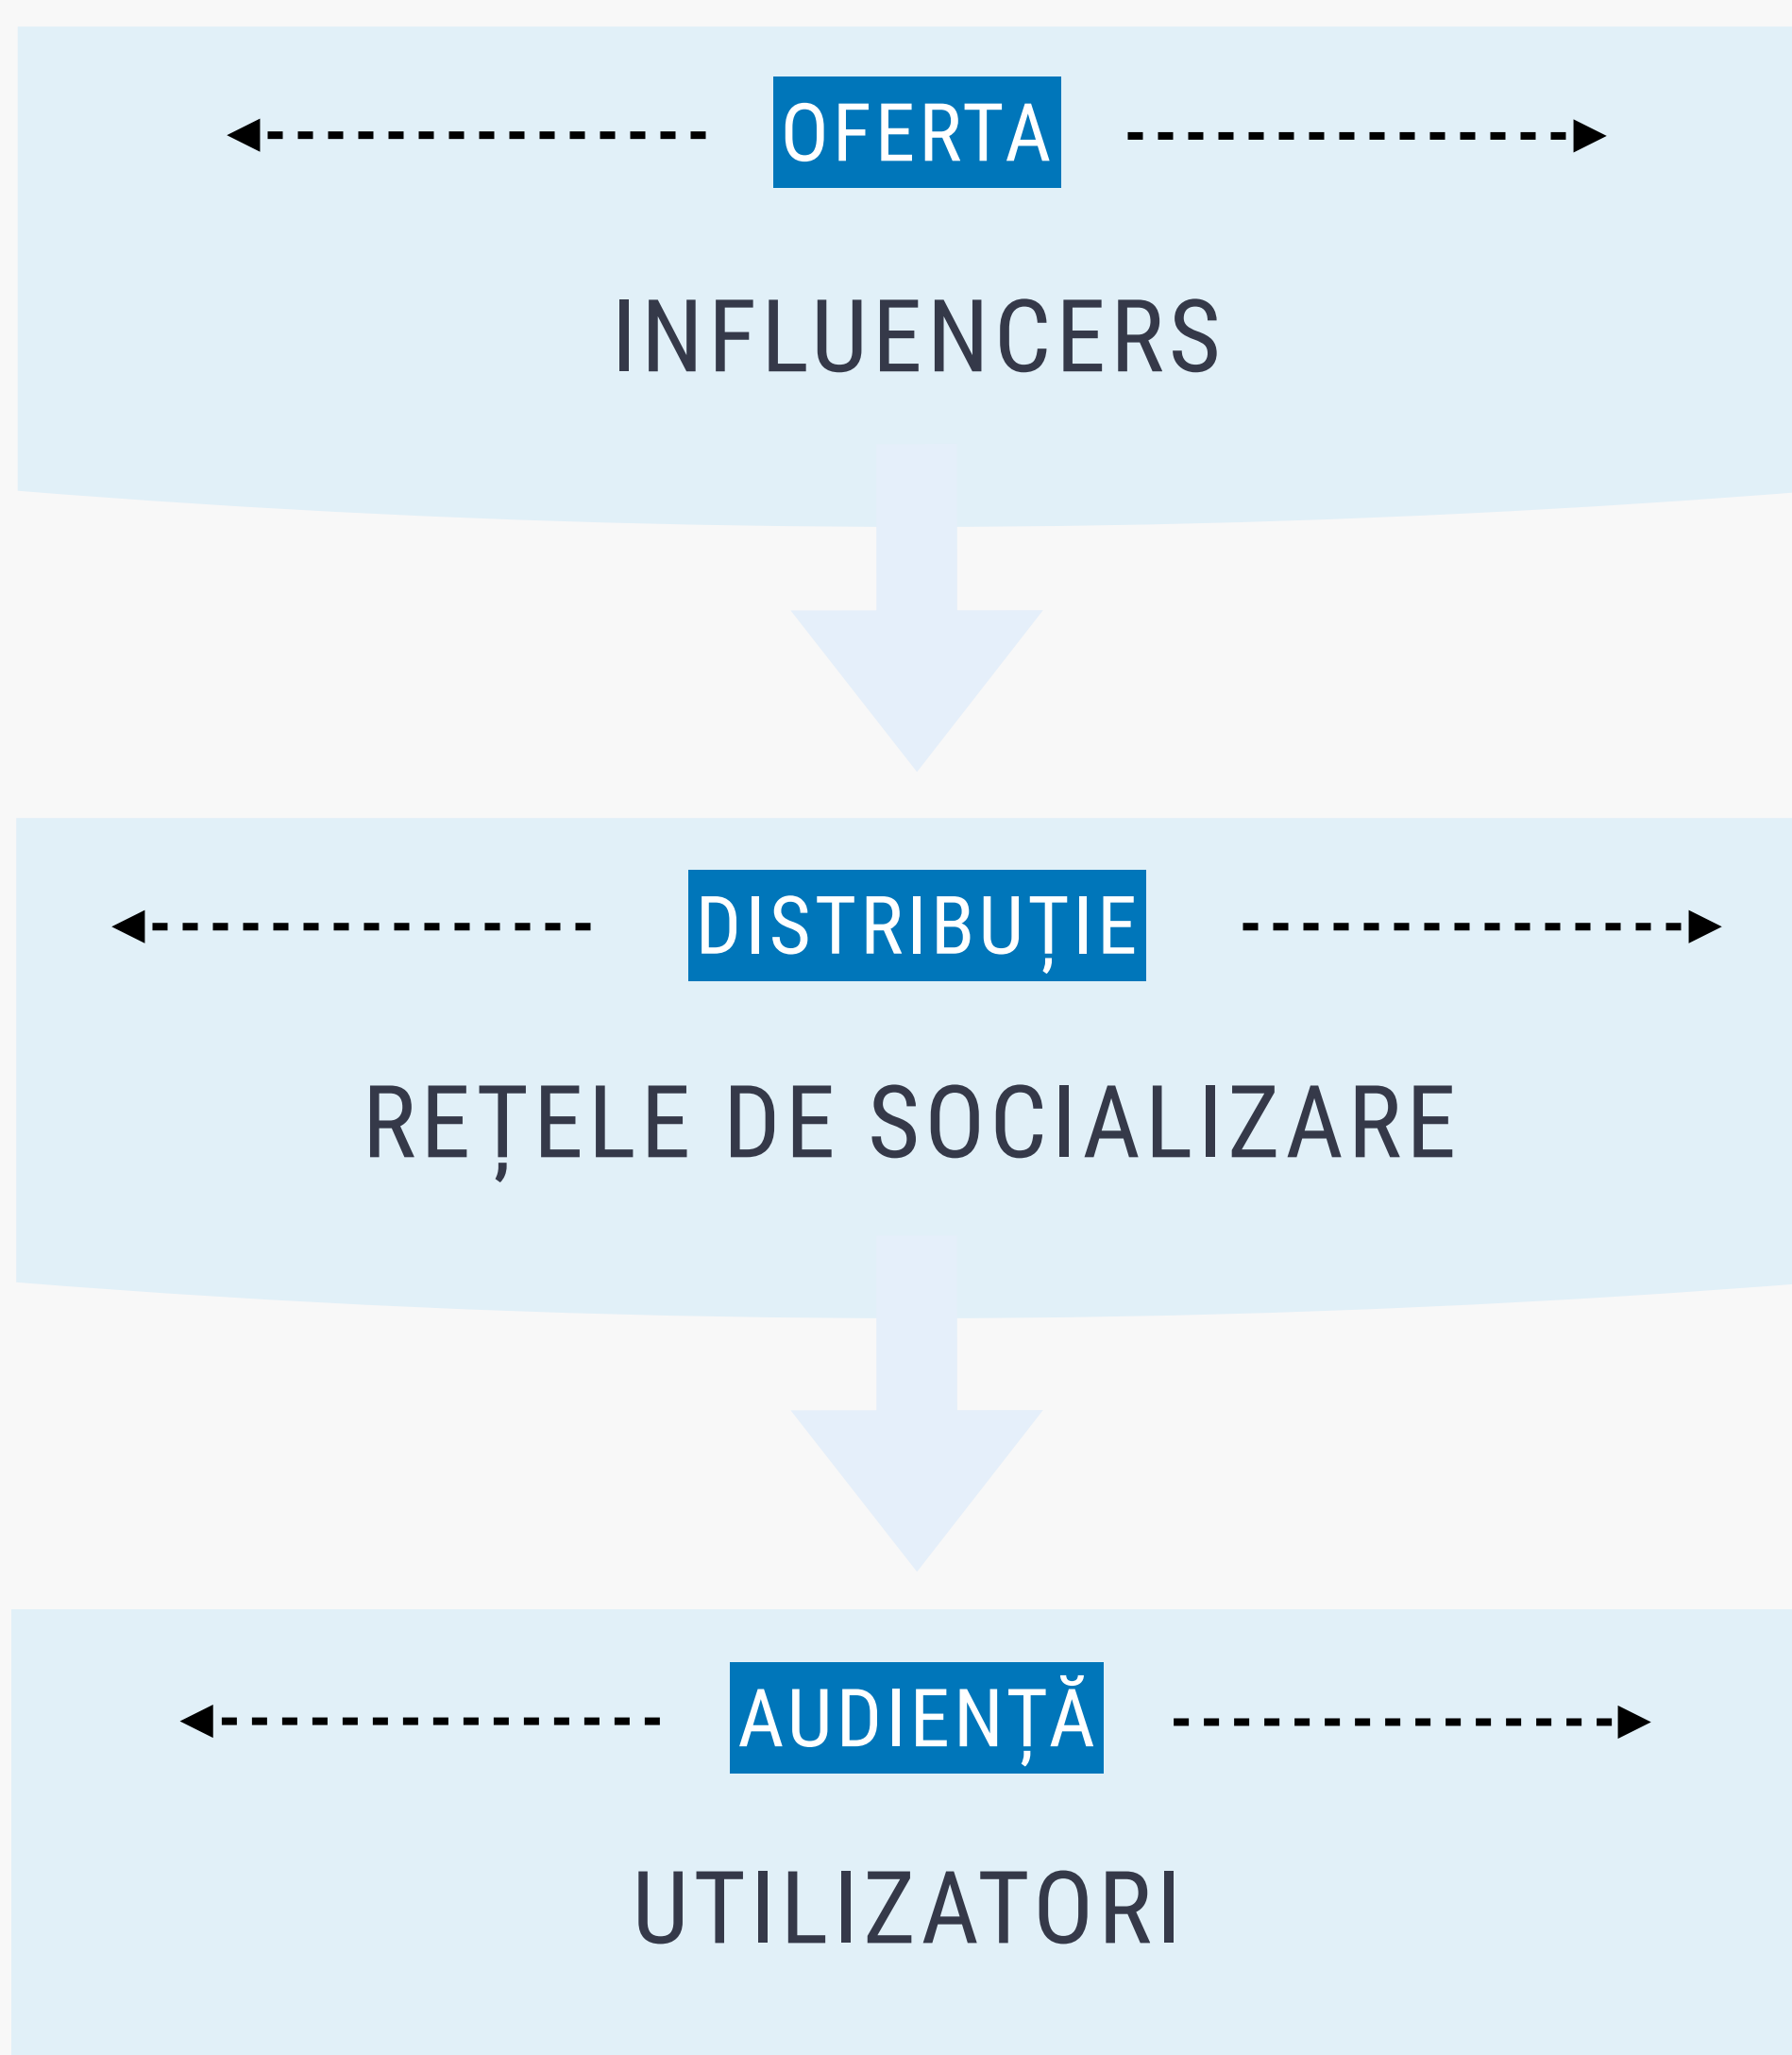 OFERTA
INFLUENCERS
DISTRIBUȚIE
REȚELE DE SOCIALIZARE
AUDIENȚĂ
UTILIZATORI